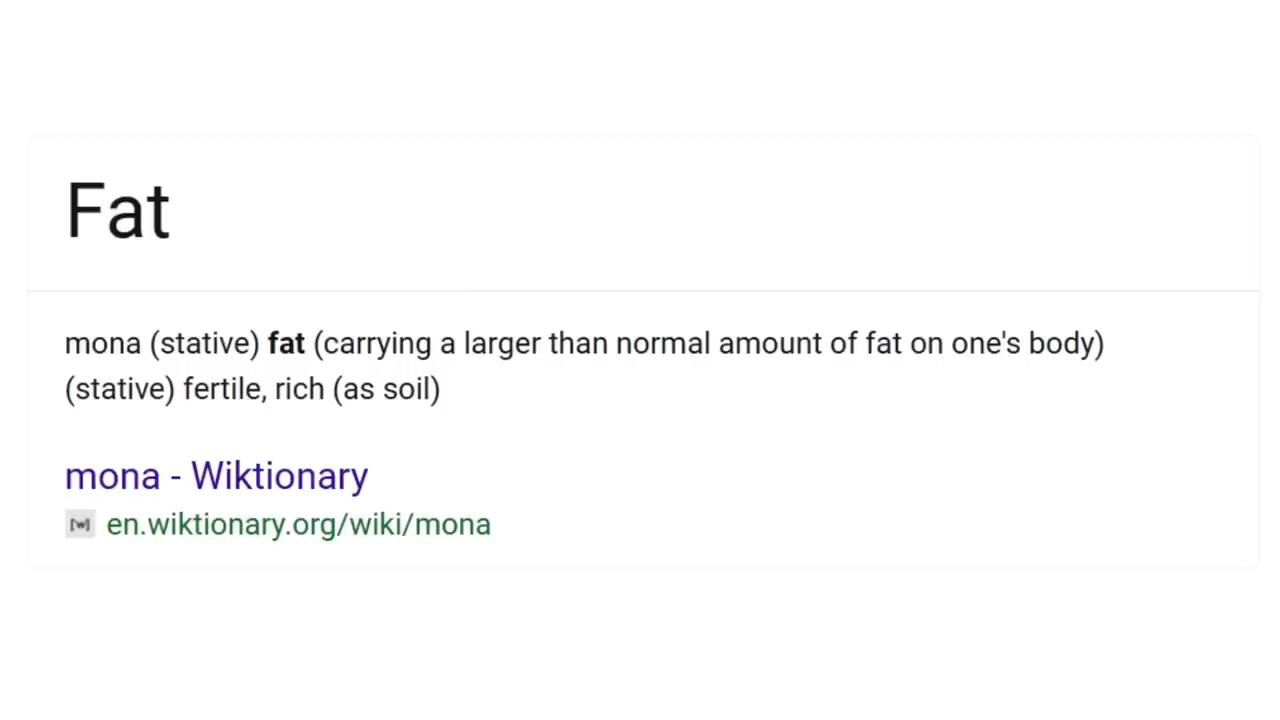 Fat
mona (stative) fat (carrying a larger than normal amount of fat on one's body)
(stative) fertile, rich (as soil)
mona - Wiktionary
[w] en.wiktionary.org/wiki/mona